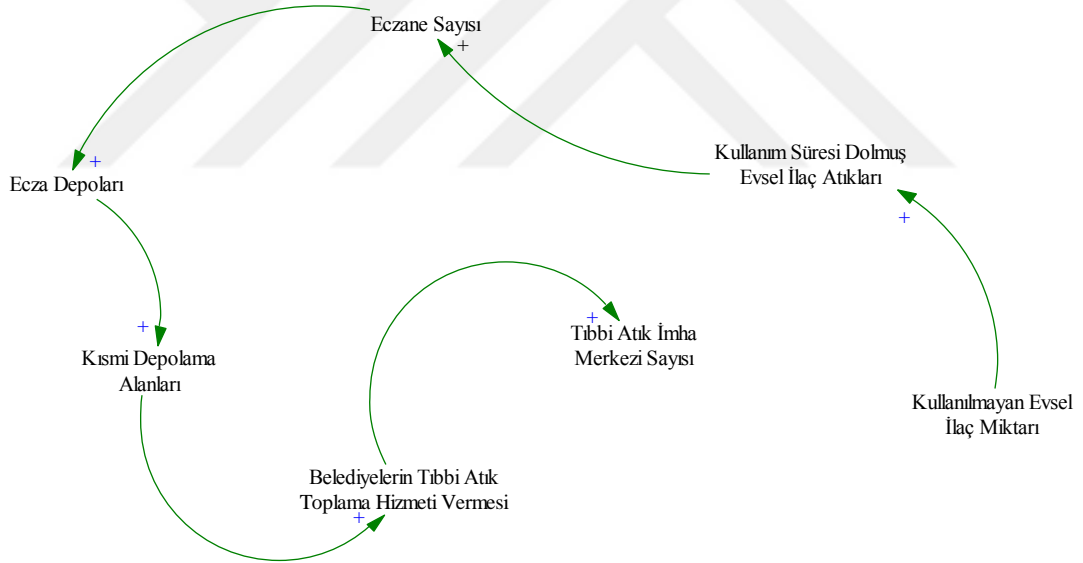 Eczane Sayısı
+
Kullanım Süresi Dolmuş
Evsel İlaç Atıkları
+
+
Ecza Depoları
+
Kısmi Depolama
Alanları
+
Tıbbi Atık İmha
Merkezi Sayısı
Kullanılmayan Evsel
İlaç Miktarı
Belediyelerin Tıbbi Atık
Toplama Hizmeti Vermesi
+